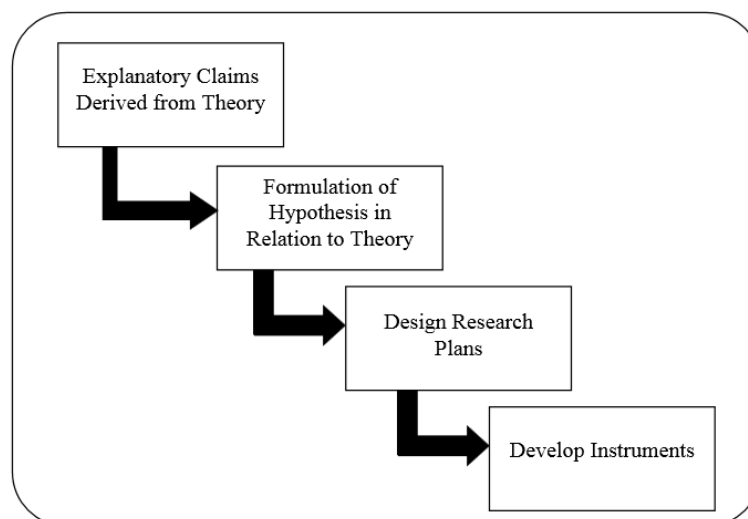 Explanatory Claims
Derived from Theory
Formulation of
Hypothesis in
Relation to Theory
Design Research
Plans
Develop Instruments